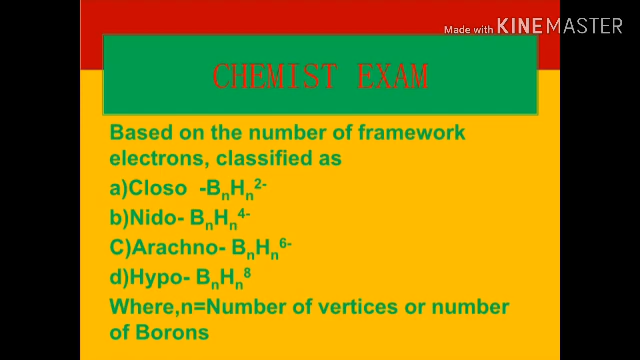 Made with KINEMASTER
CHEMIST EXAM
Based on the number of framework
electrons, classified as
a)Closo -BnHn2-
b)Nido- BnHn4-
C)Arachno- BnHn6-
d)Hypo- BnHn8
Where,n=Number of vertices or number
of Borons